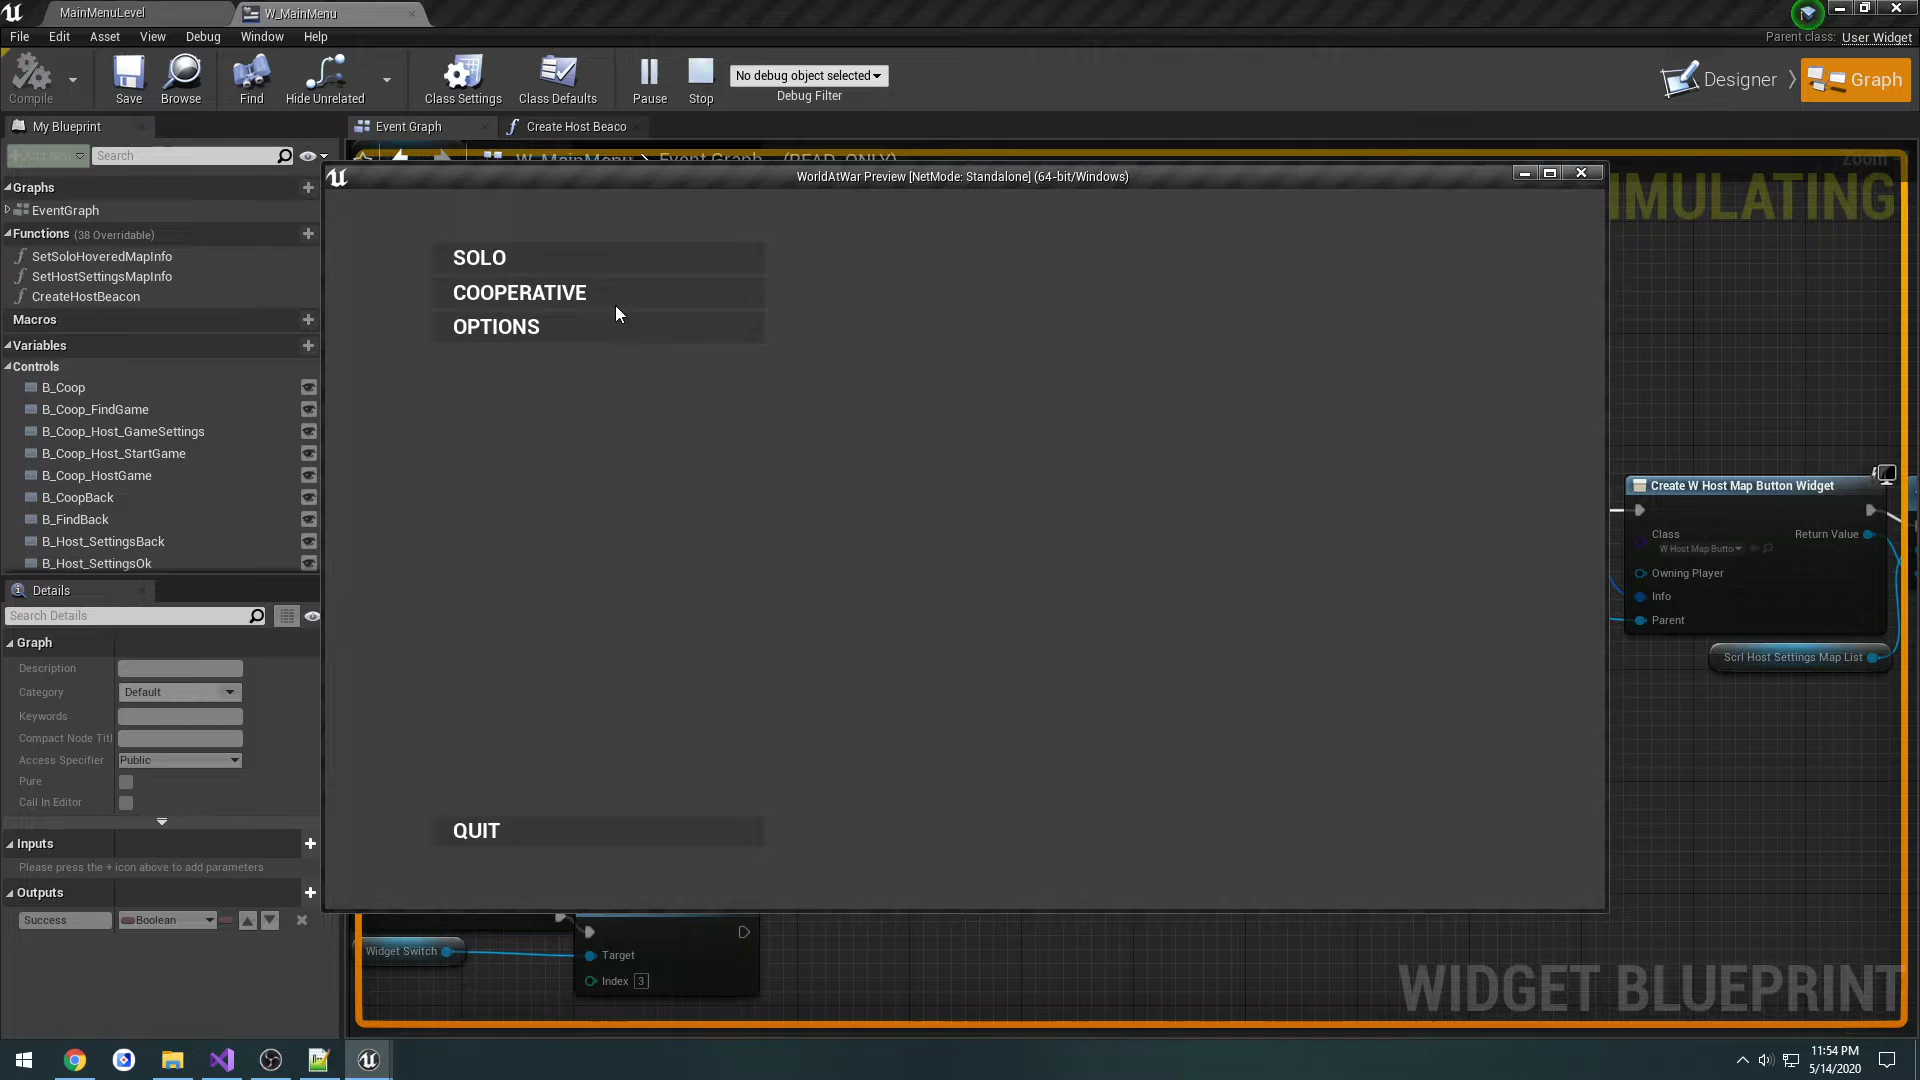 MainMenuLevel
W_MainMenu
File Edit Asset View Debug Window Help
Parent class: User Widget
Compile
Save
Browse
Find
Hide Unrelated
Class Settings
Class Defaults
Pause
Stop
No debug object selected
Debug Filter
Designer
Graph
My Blueprint
Event Graph
Create Host Beaco
Search
W_MainMenu > Event Graph (READ-ONLY)
Zoom
WorldAtWar Preview [NetMode: Standalone] (64-bit/Windows)
IMULATING
Graphs
EventGraph
Functions (38 Overridable)
SetSoloHoveredMapInfo
SetHostSettingsMapInfo
CreateHostBeacon
Macros
Variables
Controls
B_Coop
B_Coop_FindGame
B_Coop_Host_GameSettings
B_Coop_Host_StartGame
B_Coop_HostGame
B_CoopBack
B_FindBack
B_Host_SettingsBack
B_Host_SettingsOk
SOLO
COOPERATIVE
OPTIONS
QUIT
Create W Host Map Button Widget
Class
Return Value
W Host Map Butto
Owning Player
Info
Parent
Scrl Host Settings Map List
Details
Search Details
Graph
Description
Category Default
Keywords
Compact Node Titl
Access Specifier Public
Pure
Call In Editor
Inputs
Please press the + icon above to add parameters
Outputs
Success Boolean
Widget Switch
Target
Index 3
WIDGET BLUEPRINT
11:54 PM
5/14/2020